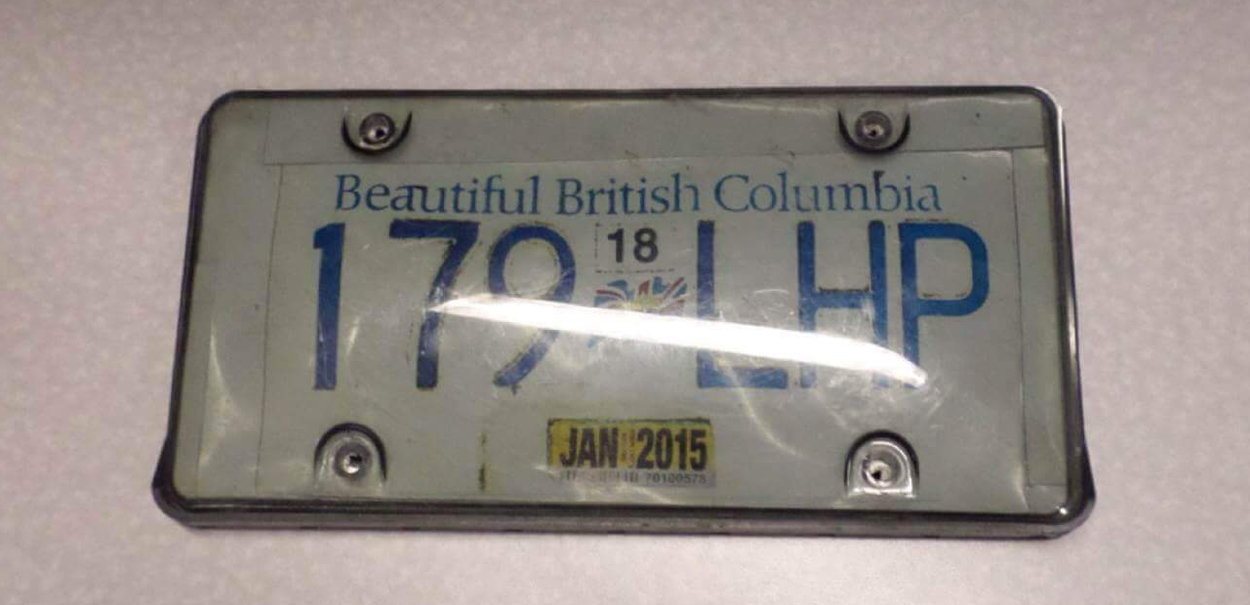 Beautiful British Columbia
18
179 LHP
JAN 2015